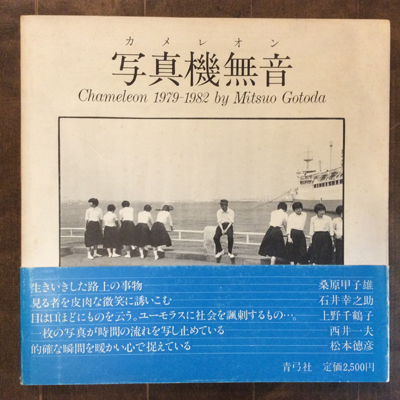 カメレオン
写真機無音
Chameleon 1979-1982 by Mitsuo Gotoda
生きいきした路上の事物 桑原甲子雄
見る者を皮肉な微笑に誘いこむ 石井幸之助
目は口ほどにものを云う。ユーモラスに社会を諷刺するもの…。 上野千鶴子
一枚の写真が時間の流れを写し止めている 西井一夫
的確な瞬間を暖かい心で捉えている 松本徳彦
青弓社 定価2,500円